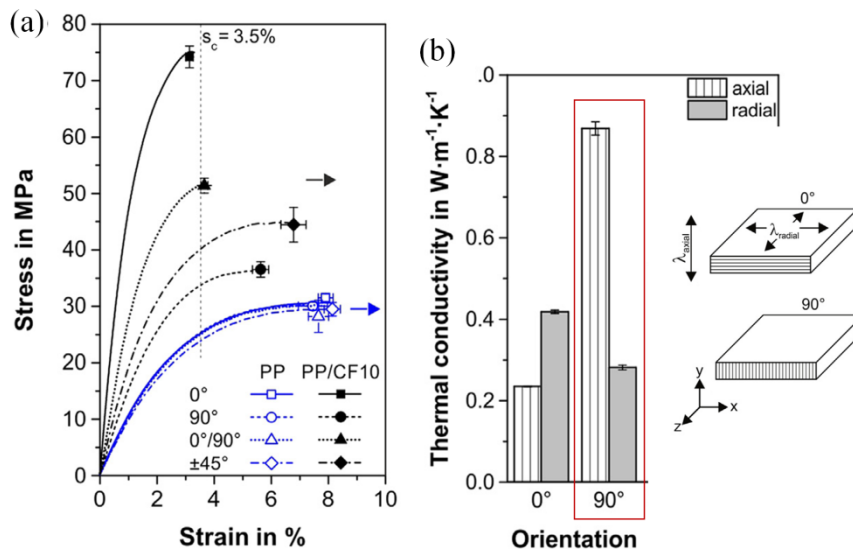 (a)
80
70
60
50
40
30
20
10
0
Stress in MPa
s_c = 3.5%
PP PP/CF10
0°
90°
0°/90°
±45°
0 2 4 6 8 10
Strain in %
(b)
.0
0.8
0.6
0.4
0.2
0.0
Thermal conductivity in W·m⁻¹·K⁻¹
axial
radial
0° 90°
Orientation
0°
λradial
λaxial
90°
y
x
z